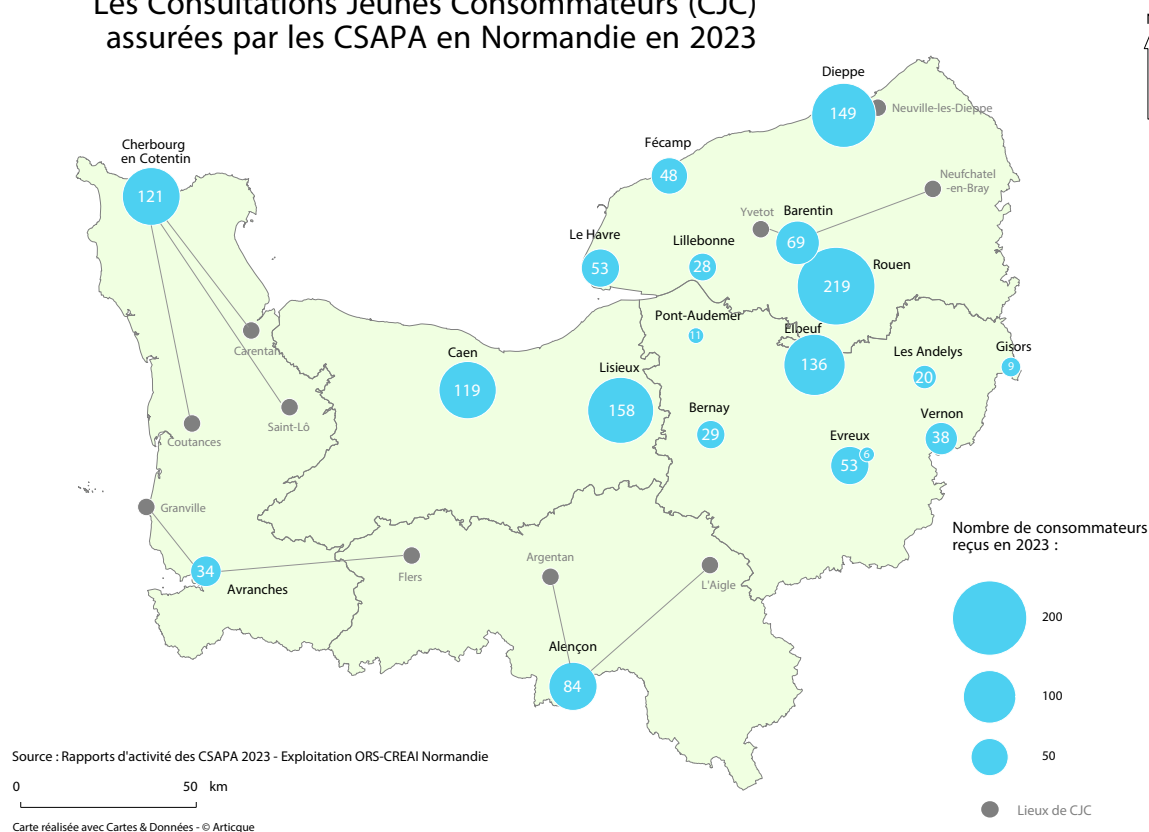 Les Consultations Jeunes Consommateurs (CJC)
assurées par les CSAPA en Normandie en 2023
Dieppe
149
Neuville-les-Dieppe
Cherbourg
en Cotentin
121
Fécamp
48
Neufchatel
-en-Bray
Yvetot
Barentin
69
Le Havre
53
Lillebonne
28
Rouen
219
Pont-Audemer
11
Elbeuf
136
Carentan
Caen
119
Lisieux
158
Les Andelys
20
Gisors
9
Saint-Lô
Coutances
Bernay
29
Vernon
38
Evreux
53
6
Granville
34
Avranches
Flers
Argentan
L'Aigle
Alençon
84
Nombre de consommateurs
reçus en 2023 :
200
100
50
Lieux de CJC
Source : Rapports d'activité des CSAPA 2023 - Exploitation ORS-CREAI Normandie
0 50 km
Carte réalisée avec Cartes & Données - © Articque